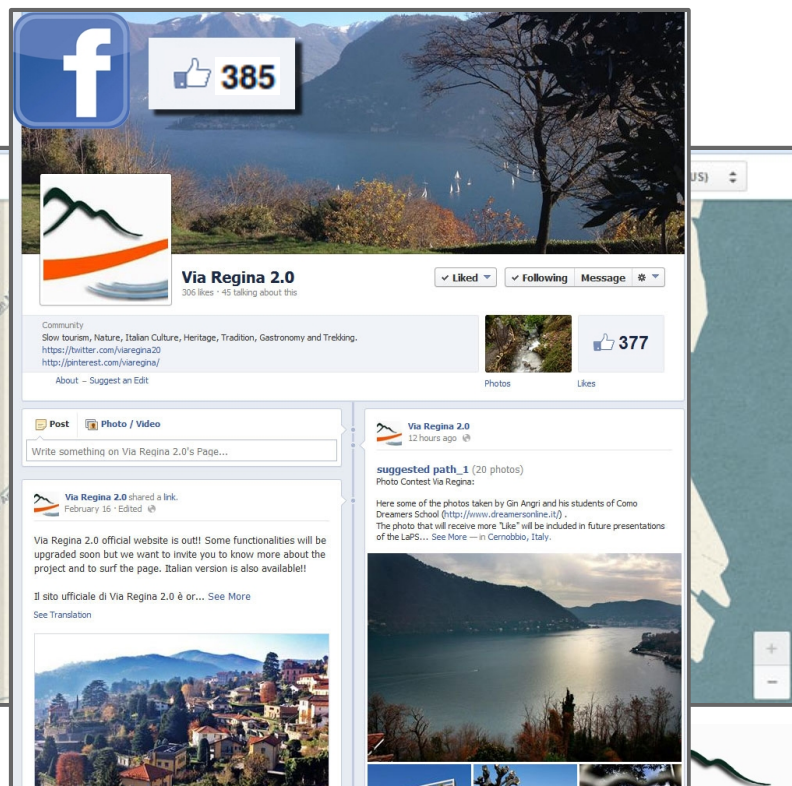 f
385
US)
Via Regina 2.0
306 likes · 45 talking about this
✓ Liked
✓ Following
Message
Community
Slow tourism, Nature, Italian Culture, Heritage, Tradition, Gastronomy and Trekking.
https://twitter.com/viaregina20
http://pinterest.com/viaregina/
About – Suggest an Edit
Photos
377
Likes
Post
Photo / Video
Write something on Via Regina 2.0's Page...
Via Regina 2.0 shared a link.
February 16 · Edited
Via Regina 2.0 official website is out!! Some functionalities will be
upgraded soon but we want to invite you to know more about the
project and to surf the page. Italian version is also available!!
Il sito ufficiale di Via Regina 2.0 è or... See More
See Translation
Via Regina 2.0
12 hours ago
suggested path_1 (20 photos)
Photo Contest Via Regina:
Here some of the photos taken by Gin Angri and his students of Como
Dreamers School (http://www.dreamersonline.it/) .
The photo that will receive more "Like" will be included in future presentations
of the LaPS... See More — in Cernobbio, Italy.
+
−